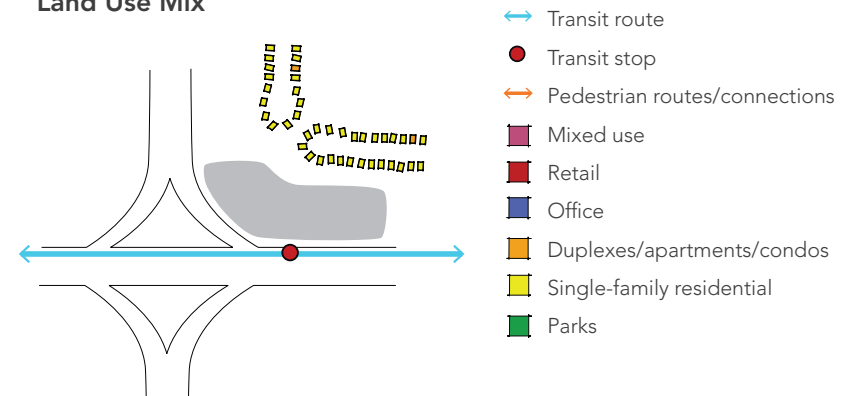 Land Use Mix
Transit route
Transit stop
Pedestrian routes/connections
Mixed use
Retail
Office
Duplexes/apartments/condos
Single-family residential
Parks